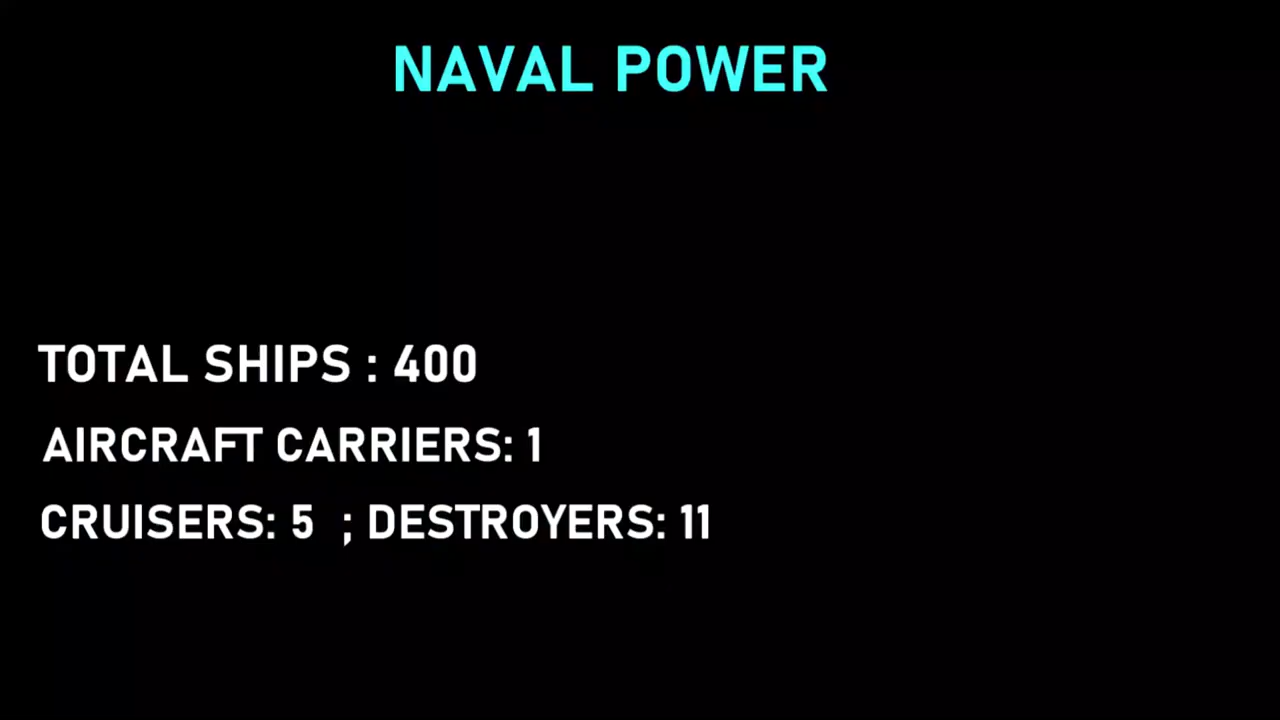 NAVAL POWER
TOTAL SHIPS : 400
AIRCRAFT CARRIERS: 1
CRUISERS: 5 ; DESTROYERS: 11